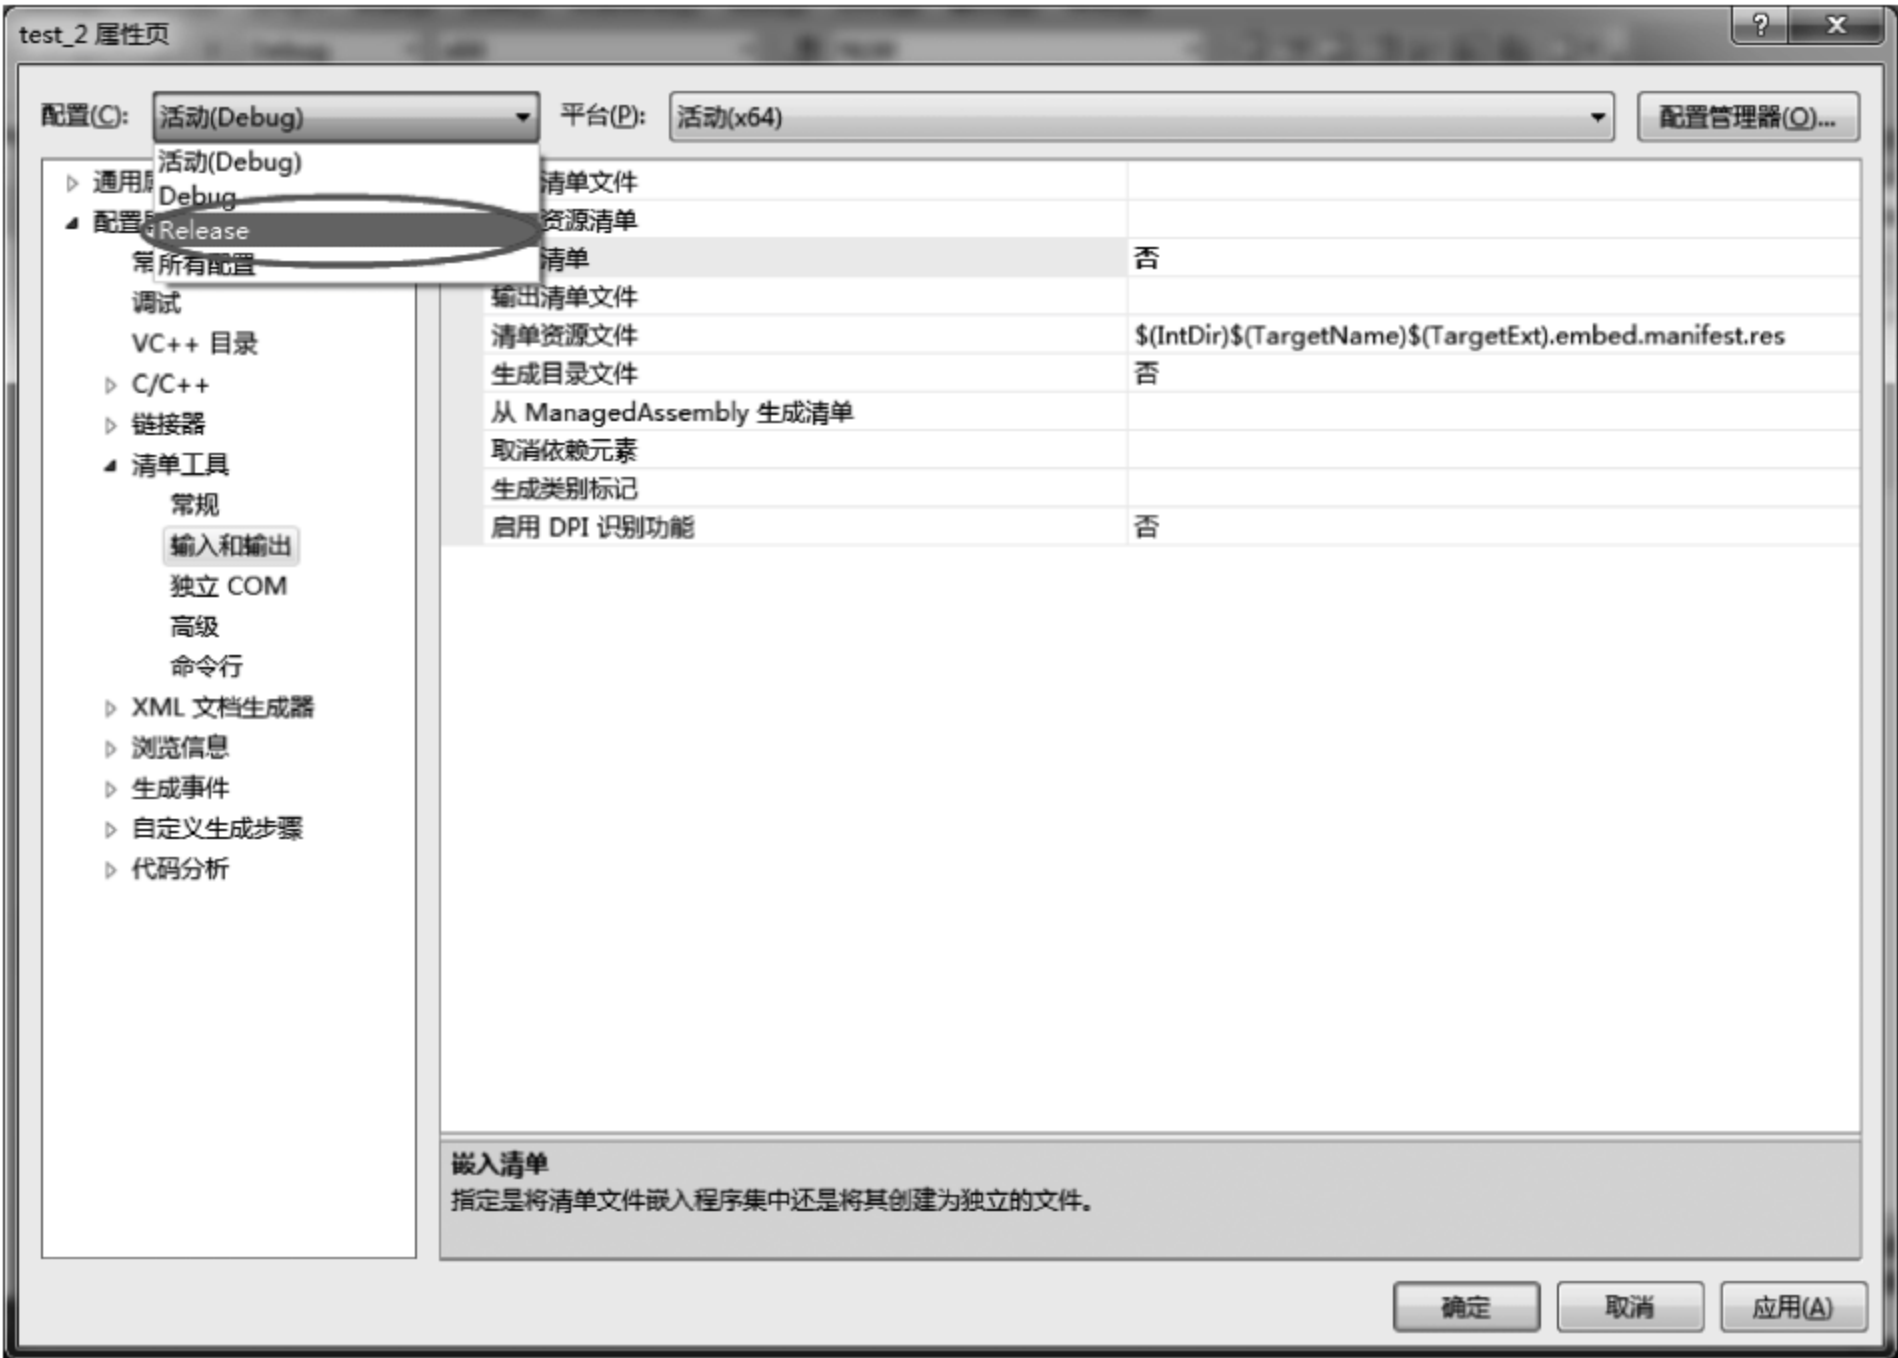 test_2 属性页
配置(C): 活动(Debug) 平台(P): 活动(x64) 配置管理器(O)...
活动(Debug)
Debug
Release
所有配置
通用
配置
常
调试
VC++ 目录
C/C++
链接器
清单工具
常规
输入和输出
独立 COM
高级
命令行
XML 文档生成器
浏览信息
生成事件
自定义生成步骤
代码分析
清单文件
资源清单
清单 否
输出清单文件
清单资源文件 $(IntDir)$(TargetName)$(TargetExt).embed.manifest.res
生成目录文件 否
从 ManagedAssembly 生成清单
取消依赖元素
生成类别标记
启用 DPI 识别功能 否
嵌入清单
指定是将清单文件嵌入程序集中还是将其创建为独立的文件。
确定 取消 应用(A)